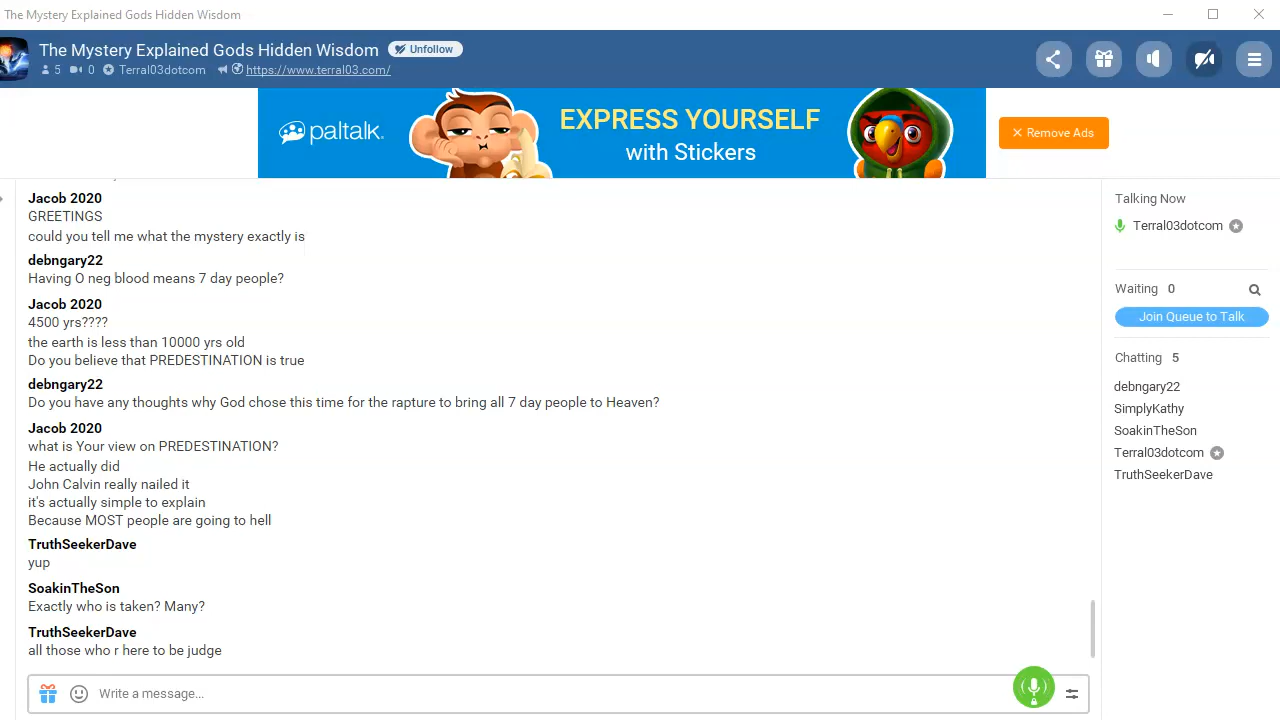 The Mystery Explained Gods Hidden Wisdom
The Mystery Explained Gods Hidden Wisdom Unfollow
5 0 Terral03dotcom https://www.terral03.com/
paltalk.
EXPRESS YOURSELF
with Stickers
Remove Ads
Jacob 2020
GREETINGS
could you tell me what the mystery exactly is
debngary22
Having O neg blood means 7 day people?
Jacob 2020
4500 yrs????
the earth is less than 10000 yrs old
Do you believe that PREDESTINATION is true
debngary22
Do you have any thoughts why God chose this time for the rapture to bring all 7 day people to Heaven?
Jacob 2020
what is Your view on PREDESTINATION?
He actually did
John Calvin really nailed it
it's actually simple to explain
Because MOST people are going to hell
TruthSeekerDave
yup
SoakinTheSon
Exactly who is taken? Many?
TruthSeekerDave
all those who r here to be judge
Write a message...
Talking Now
Terral03dotcom
Waiting 0
Join Queue to Talk
Chatting 5
debngary22
SimplyKathy
SoakinTheSon
Terral03dotcom
TruthSeekerDave